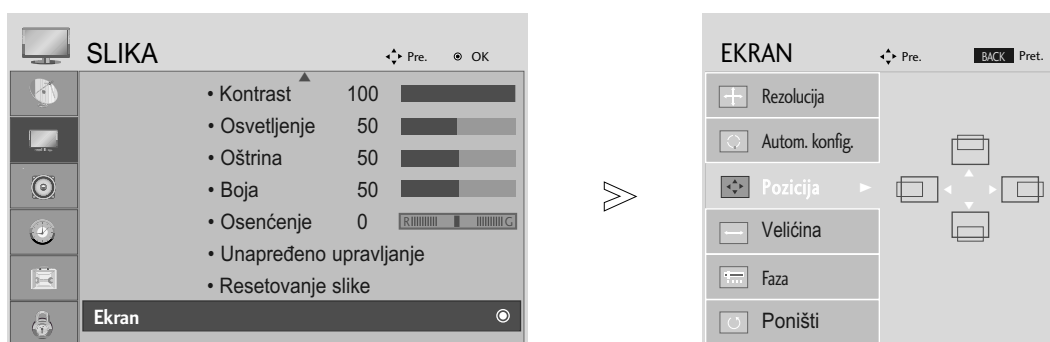 SLIKA Pre. OK
• Kontrast 100
• Osvetljenje 50
• Oštrina 50
• Boja 50
• Osenćenje 0 R G
• Unapređeno upravljanje
• Resetovanje slike
Ekran
EKRAN Pre. BACK Pret.
Rezolucija
Autom. konfig.
Pozicija
Velićina
Faza
Poništi